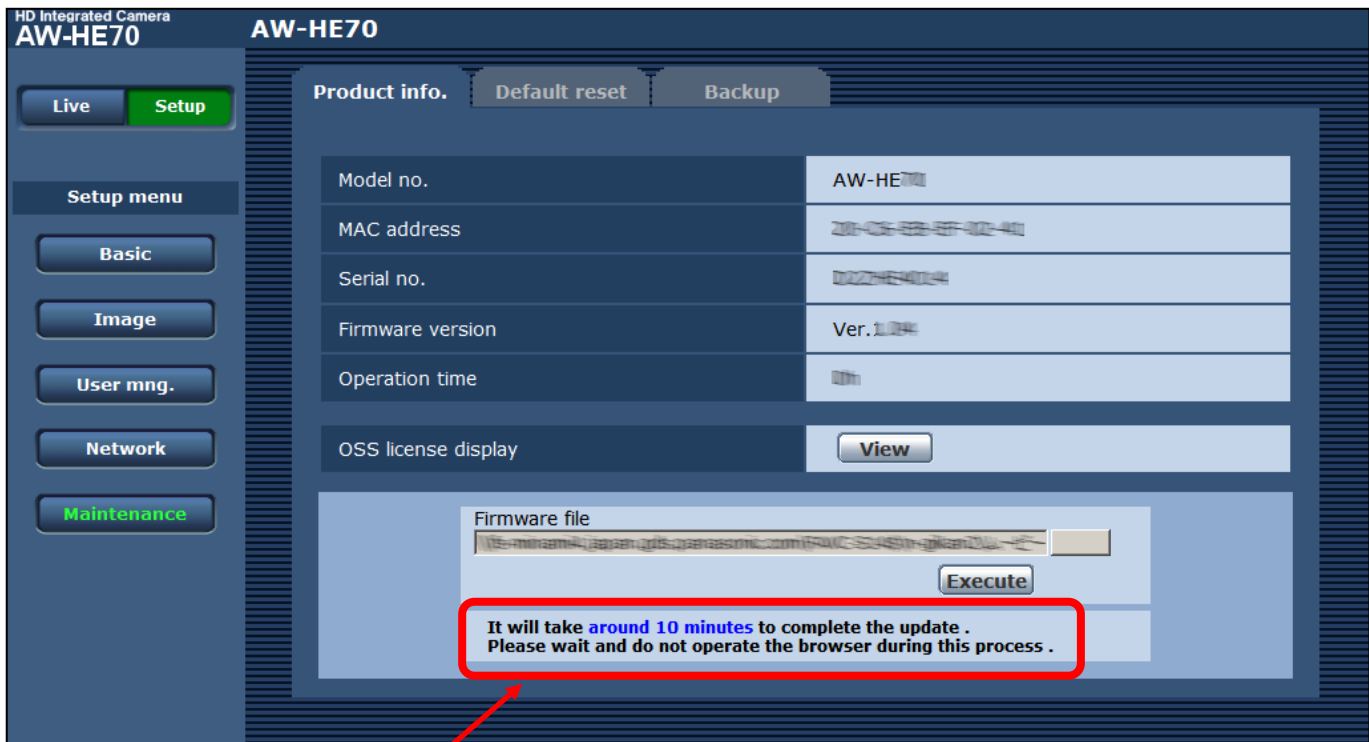 HD Integrated Camera
AW-HE70
AW-HE70
Live
Setup
Product info.
Default reset
Backup
Setup menu
Basic
Image
User mng.
Network
Maintenance
Model no.
AW-HE
MAC address
Serial no.
Firmware version
Ver.
Operation time
OSS license display
View
Firmware file
Execute
It will take around 10 minutes to complete the update .
Please wait and do not operate the browser during this process .